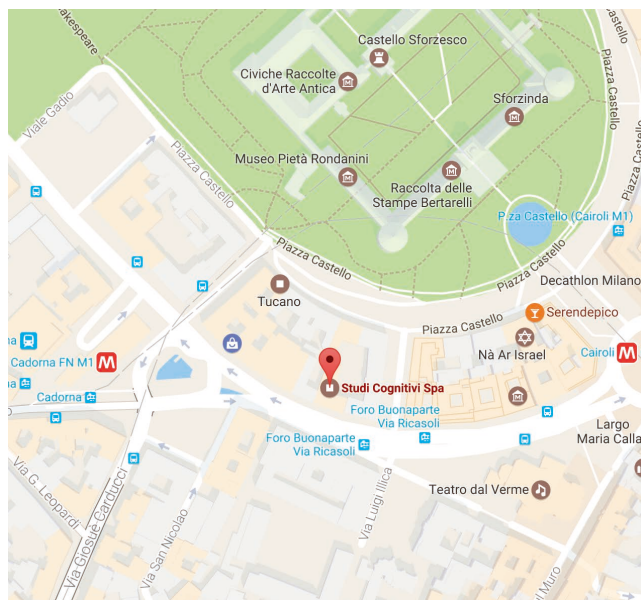 Shakespeare
Viale Gadio
Castello Sforzesco
Civiche Raccolte
d'Arte Antica
Piazza Castello
Piazza Castello
Sforzinda
Piazza Castello
Museo Pietà Rondanini
Raccolta delle
Stampe Bertarelli
P.za Castello (Cairoli M1)
Piazza Castello
Piazza Castello
Decathlon Milano
Tucano
Piazza Castello
Serendepico
Nà Ar Israel
Cadorna FN M1
M
Cairoli
M
Studi Cognitivi Spa
Cadorna
Foro Buonaparte
Via Ricasoli
Foro Buonaparte
Via Ricasoli
Largo
Maria Calla
Via G. Leopardi
Via Giosuè Carducci
Via San Nicolao
Via Luigi Illica
Teatro dal Verme
Muro